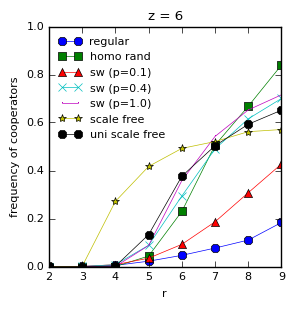 z = 6
1.0
0.8
0.6
0.4
0.2
0.0
frequency of cooperators
regular
homo rand
sw (p=0.1)
sw (p=0.4)
sw (p=1.0)
scale free
uni scale free
2 3 4 5 6 7 8 9
r